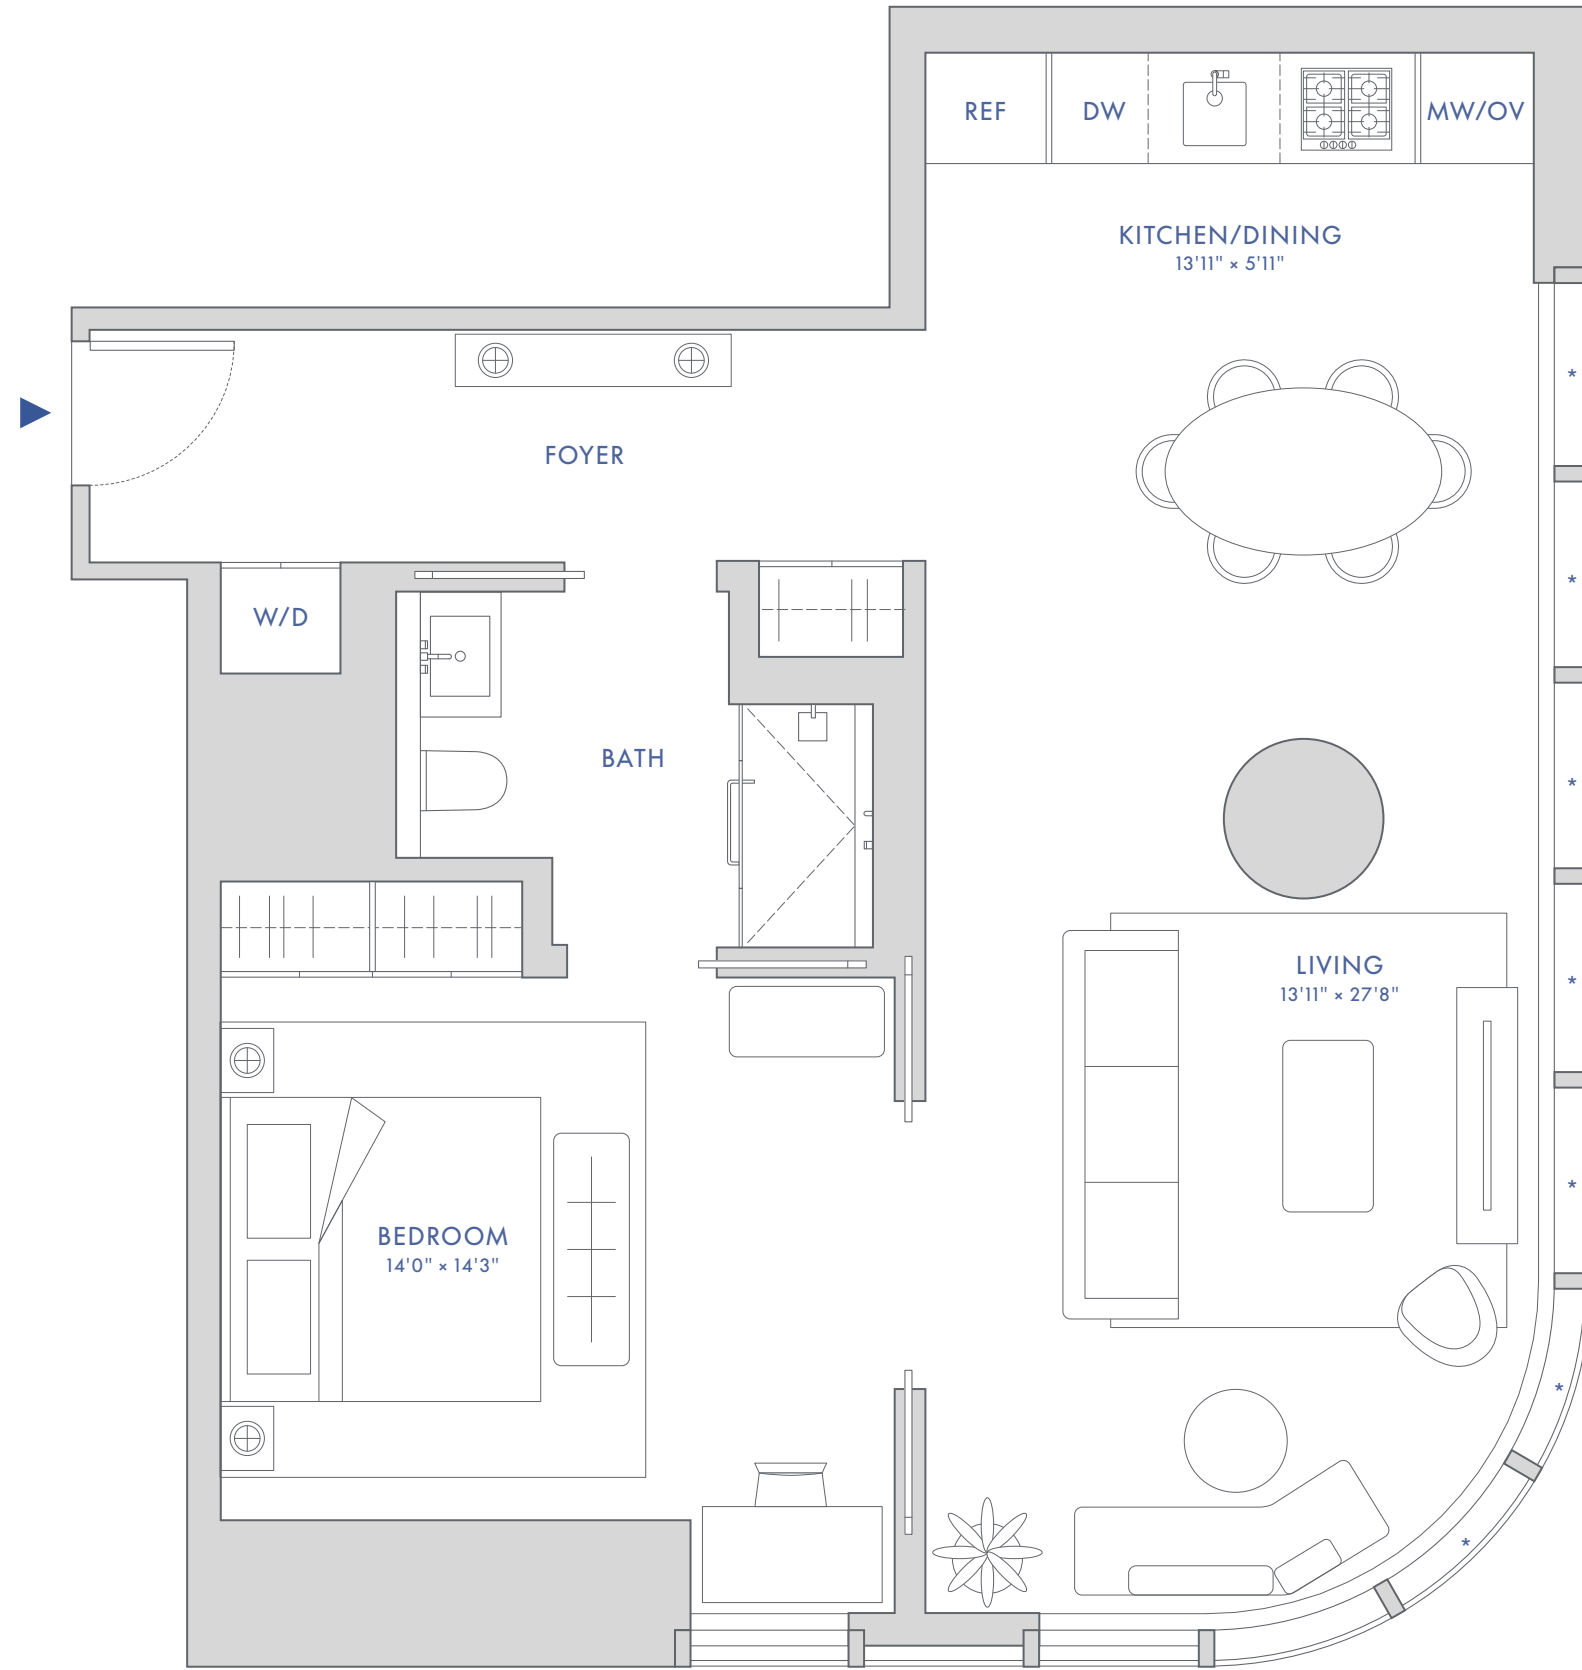 REF
DW
MW/OV
KITCHEN/DINING
13'11" × 5'11"
*
FOYER
*
W/D
BATH
*
LIVING
13'11" × 27'8"
*
*
BEDROOM
14'0" × 14'3"
*
*